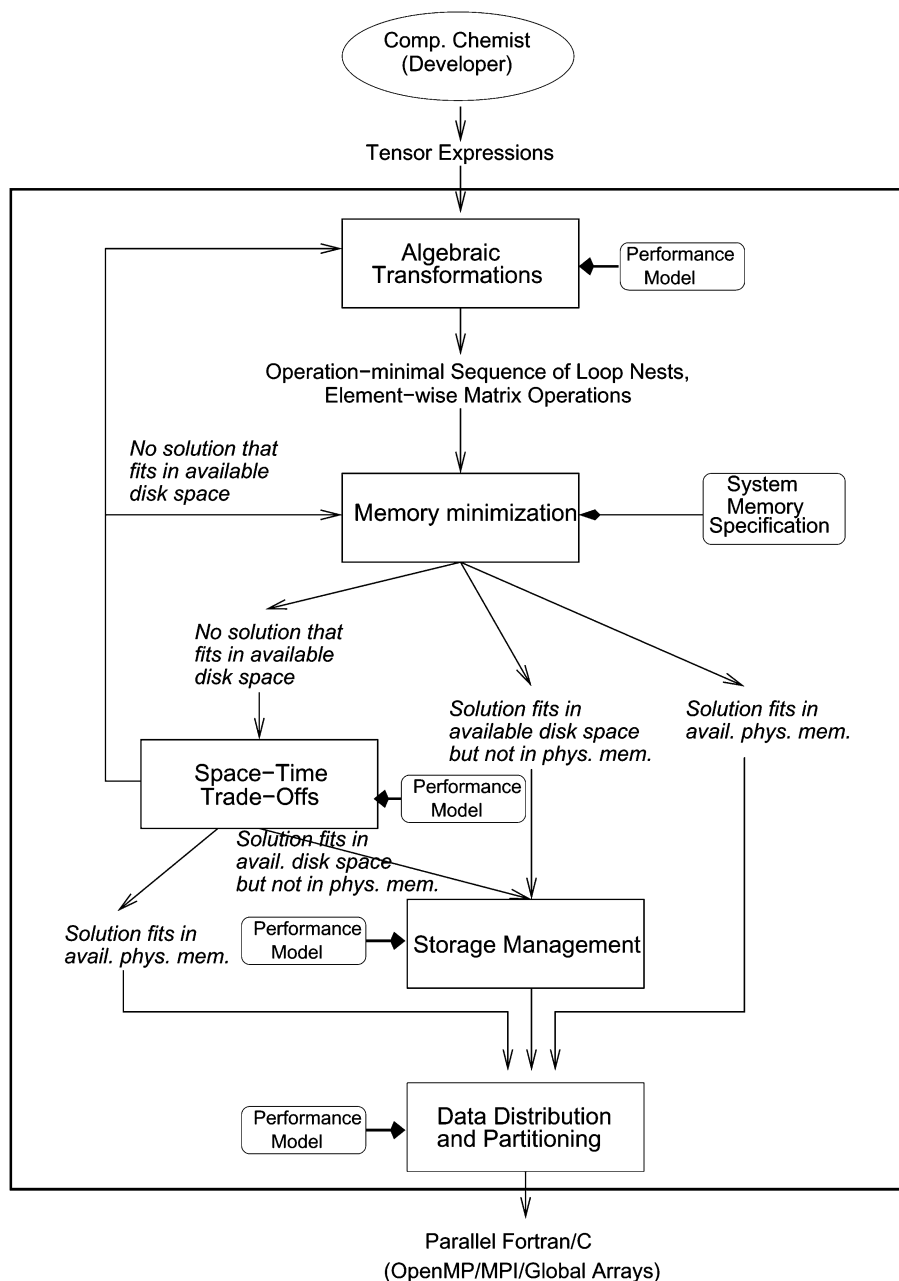 Comp. Chemist
(Developer)
Tensor Expressions
Algebraic
Transformations
Performance
Model
Operation−minimal Sequence of Loop Nests,
Element−wise Matrix Operations
No solution that
fits in available
disk space
Memory minimization
System
Memory
Specification
No solution that
fits in available
disk space
Solution fits in
available disk space
but not in phys. mem.
Solution fits in
avail. phys. mem.
Space−Time
Trade−Offs
Performance
Model
Solution fits in
avail. disk space
but not in phys. mem.
Solution fits in
avail. phys. mem.
Performance
Model
Storage Management
Performance
Model
Data Distribution
and Partitioning
Parallel Fortran/C
(OpenMP/MPI/Global Arrays)